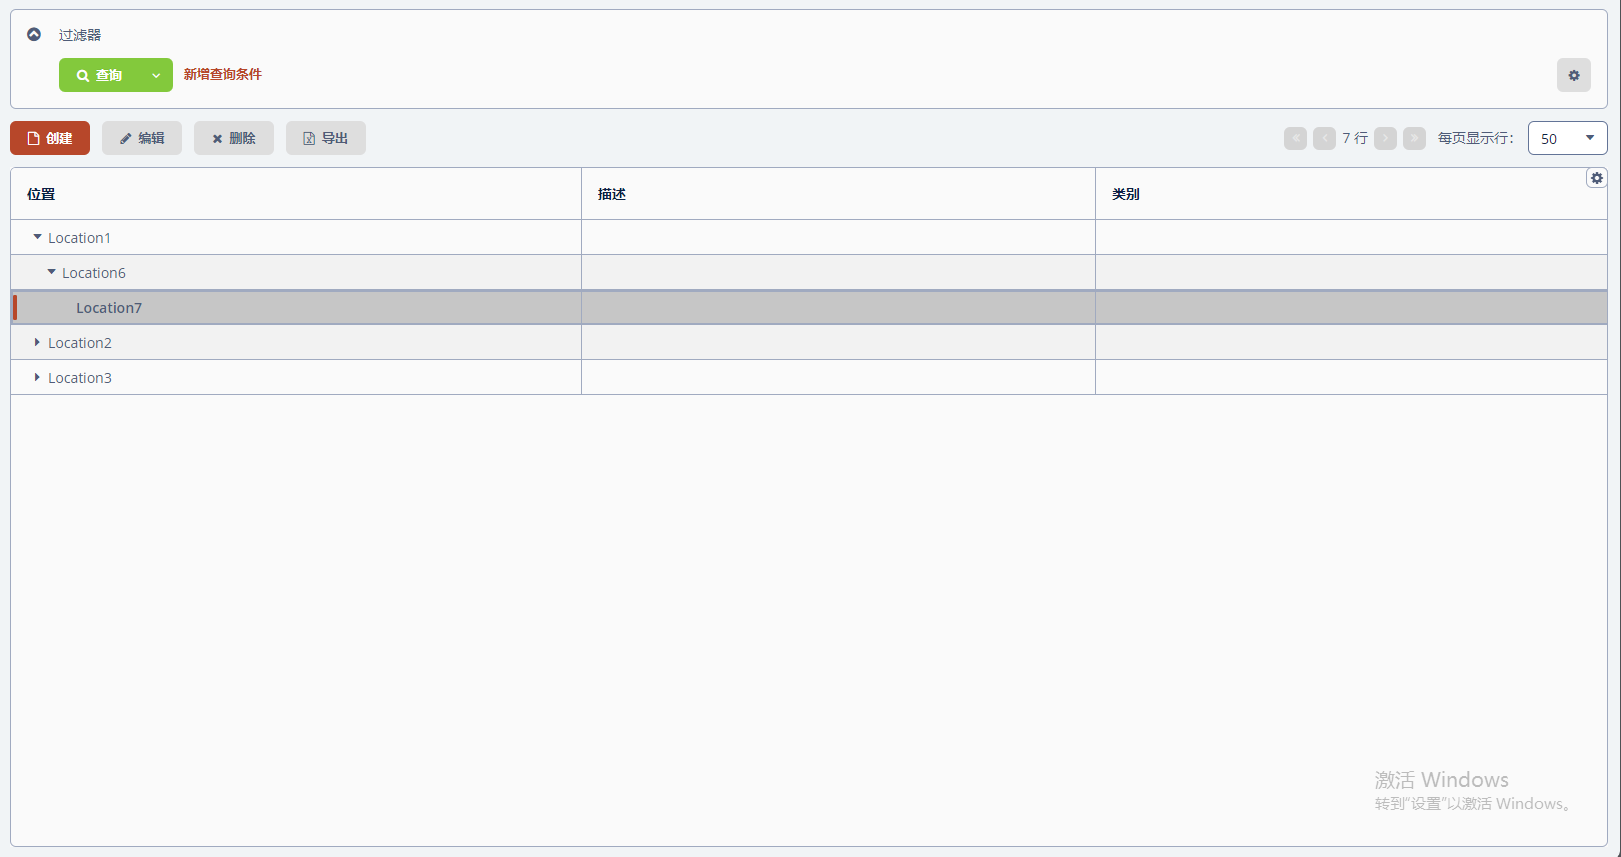 过滤器
查询 新增查询条件
创建 编辑 删除 导出 7 行 每页显示行: 50
位置 描述 类别
Location1
Location6
Location7
Location2
Location3
激活 Windows
转到"设置"以激活 Windows。